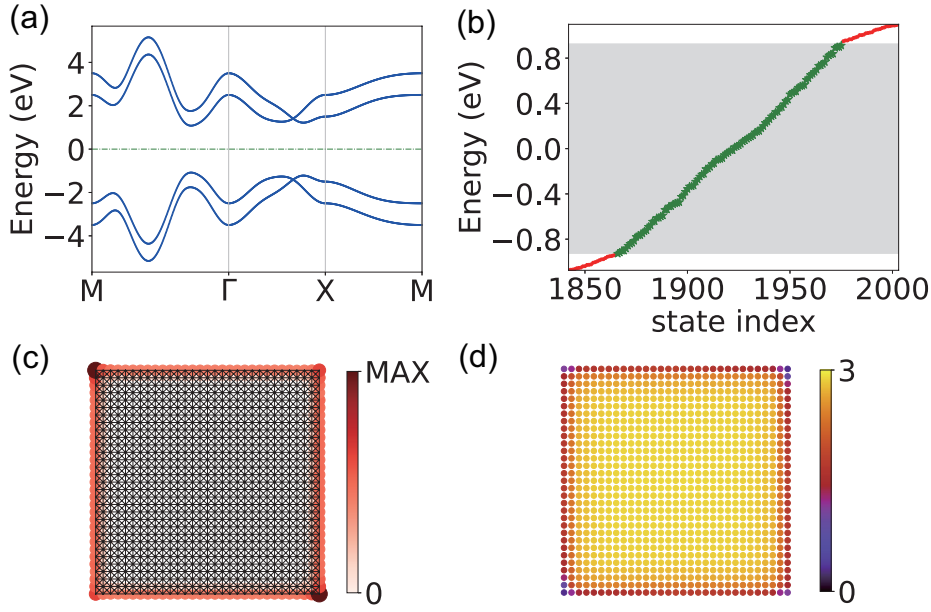 (a)
Energy (eV)
4
2
0
−2
−4
M
Γ
X
M
(b)
Energy (eV)
0.8
0.4
0.0
−0.4
−0.8
1850
1900
1950
2000
state index
(c)
MAX
0
(d)
3
0